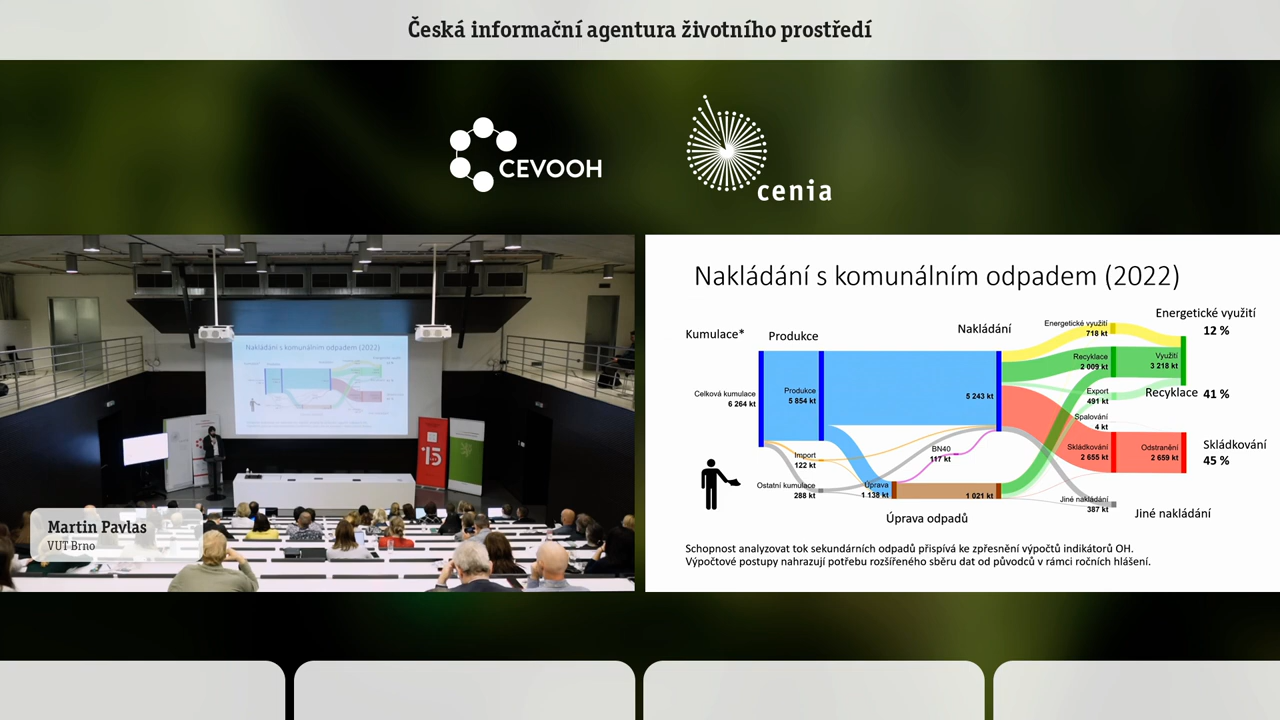 Česká informační agentura životního prostředí
CEVOOH
cenia
Nakládání s komunálním odpadem (2022)
'15
Martin Pavlas
VUT Brno
Nakládání s komunálním odpadem (2022)
Kumulace*
Produkce
Nakládání
Energetické využití
12 %
Energetické využití
718 kt
Recyklace
2 009 kt
Využití
3 218 kt
Celková kumulace
6 264 kt
Produkce
5 854 kt
5 243 kt
Export
491 kt
Recyklace 41 %
Spalování
4 kt
Skládkování
2 655 kt
Odstranění
2 659 kt
Skládkování
45 %
Import
122 kt
BN40
117 kt
Ostatní kumulace
288 kt
Úprava
1 138 kt
1 021 kt
Jiné nakládání
387 kt
Jiné nakládání
Úprava odpadů
Schopnost analyzovat tok sekundárních odpadů přispívá ke zpřesnění výpočtů indikátorů OH.
Výpočtové postupy nahrazují potřebu rozšířeného sběru dat od původců v rámci ročních hlášení.